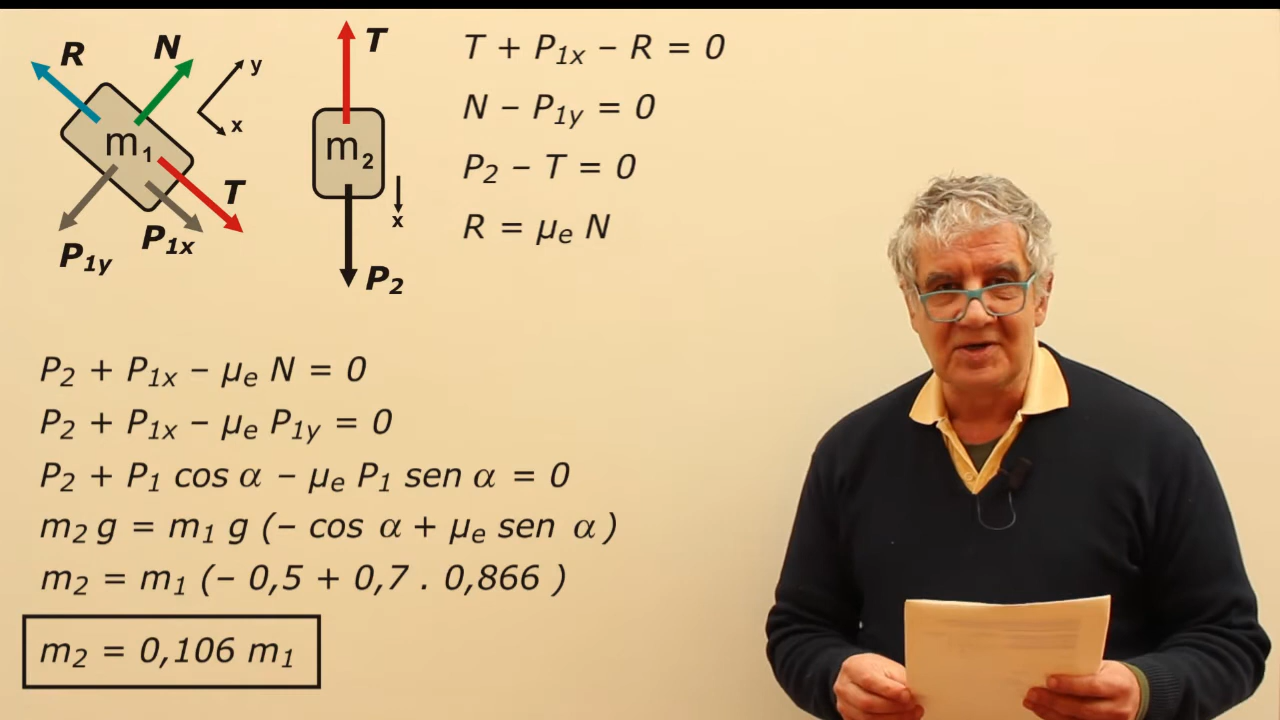 R N y x m₁ T P₁ₓ P₁y
T m₂ x P₂
T + P₁ₓ – R = 0
N – P₁y = 0
P₂ – T = 0
R = μₑ N
P₂ + P₁ₓ – μₑ N = 0
P₂ + P₁ₓ – μₑ P₁y = 0
P₂ + P₁ cos α – μₑ P₁ sen α = 0
m₂ g = m₁ g (– cos α + μₑ sen α )
m₂ = m₁ (– 0,5 + 0,7 . 0,866 )
m₂ = 0,106 m₁